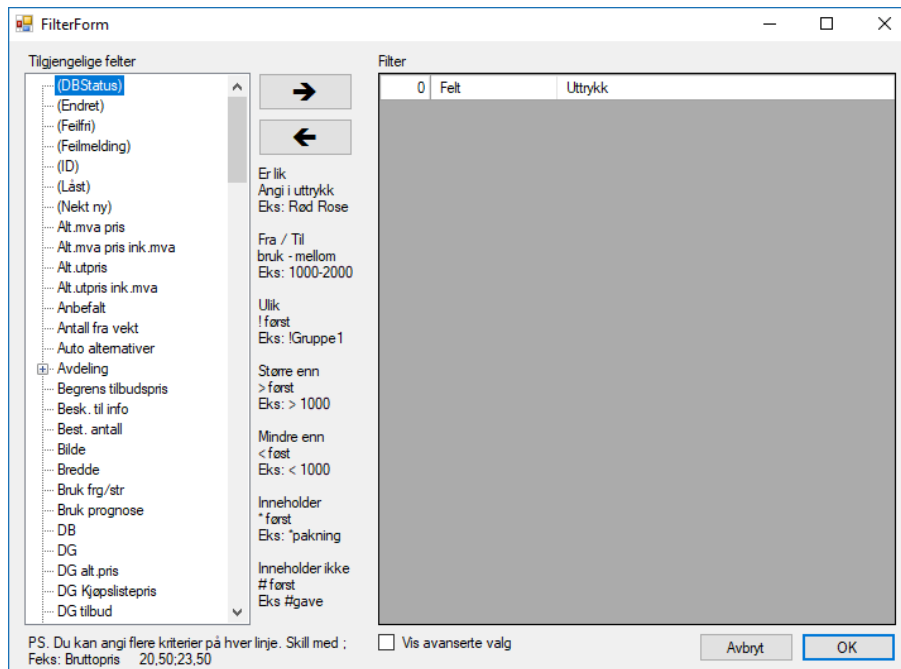 FilterForm
Tilgjengelige felter
(DBStatus)
(Endret)
(Feilfri)
(Feilmelding)
(ID)
(Låst)
(Nekt ny)
Alt.mva pris
Alt.mva pris ink.mva
Alt.utpris
Alt.utpris ink.mva
Anbefalt
Antall fra vekt
Auto alternativer
Avdeling
Begrens tilbudspris
Besk. til info
Best. antall
Bilde
Bredde
Bruk frg/str
Bruk prognose
DB
DG
DG alt.pris
DG Kjøpslistepris
DG tilbud
Er lik
Angi i uttrykk
Eks: Rød Rose
Fra / Til
bruk - mellom
Eks: 1000-2000
Ulik
! først
Eks: !Gruppe1
Større enn
> først
Eks: > 1000
Mindre enn
< føst
Eks: < 1000
Inneholder
* først
Eks: *pakning
Inneholder ikke
# først
Eks #gave
Filter
0 Felt Uttrykk
PS. Du kan angi flere kriterier på hver linje. Skill med ;
Feks: Bruttopris 20,50;23,50
Vis avanserte valg
Avbryt
OK